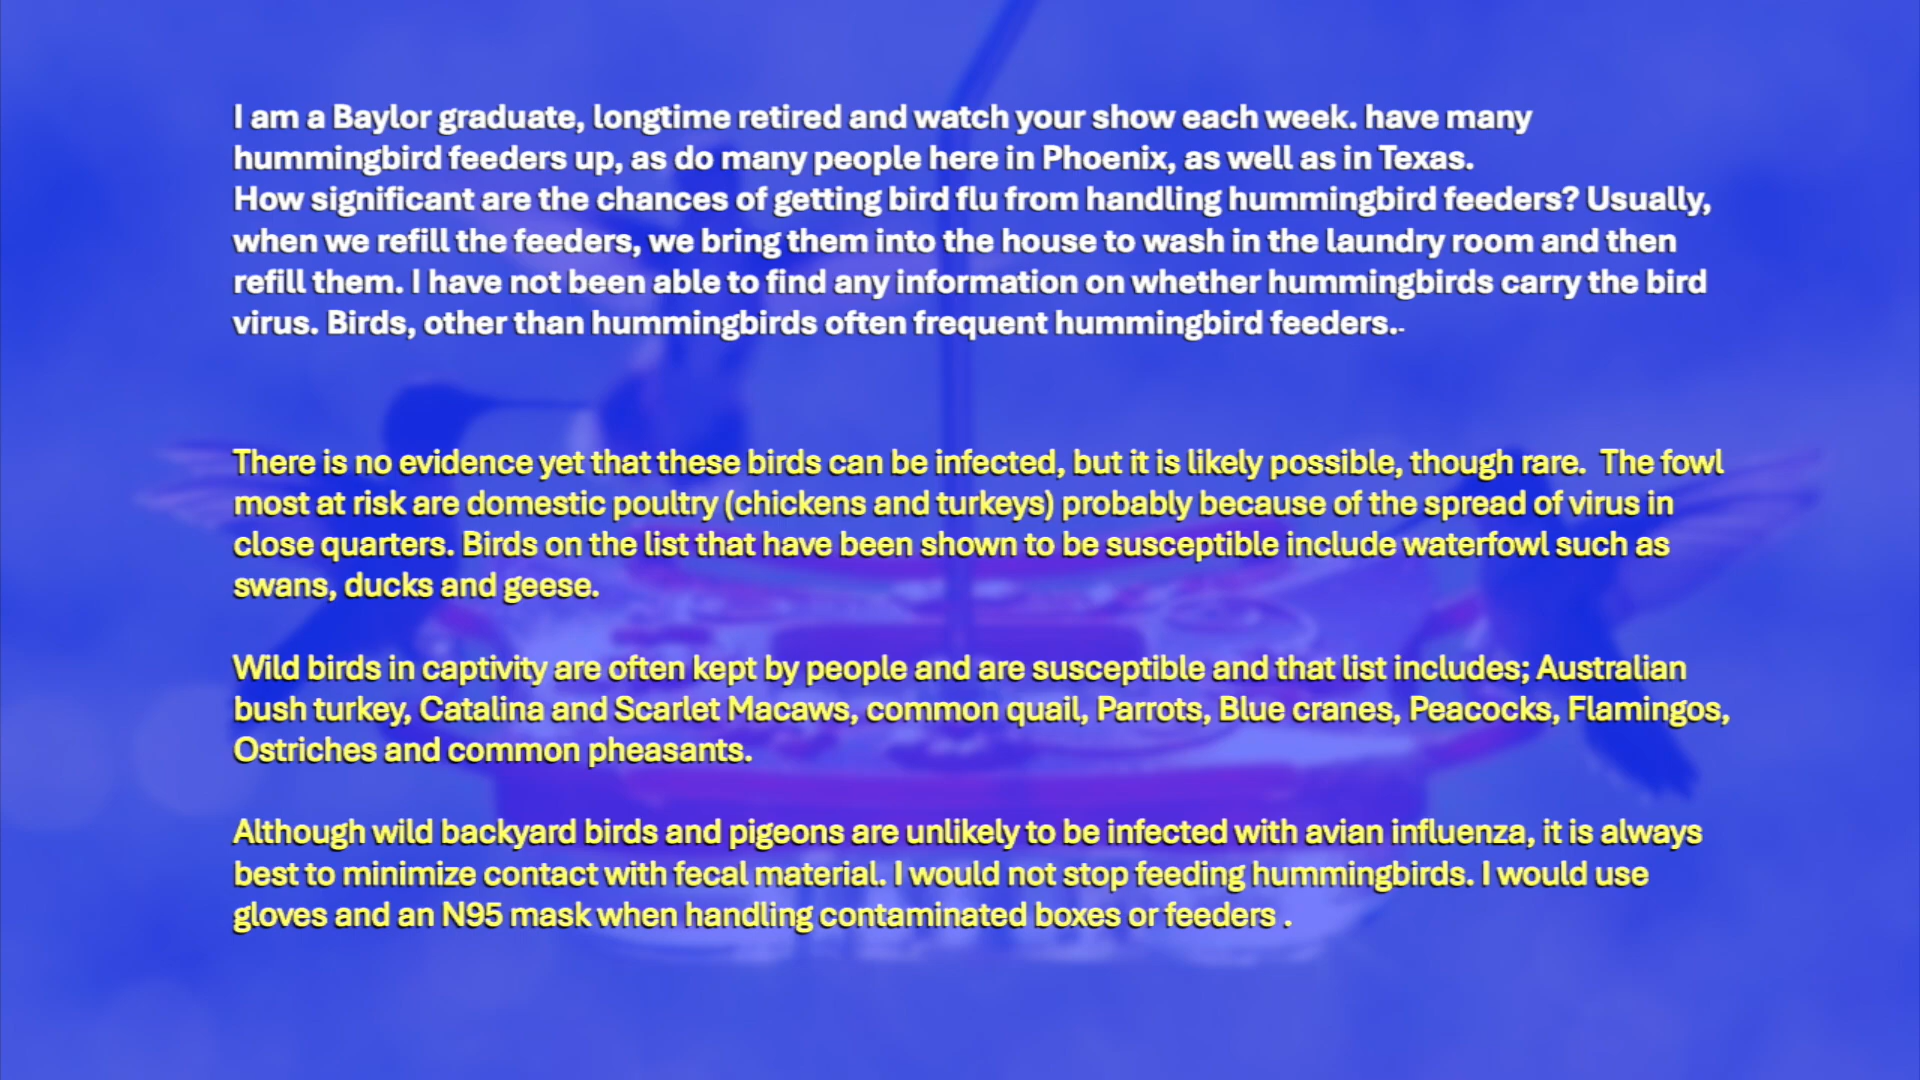 I am a Baylor graduate, longtime retired and watch your show each week. have many
hummingbird feeders up, as do many people here in Phoenix, as well as in Texas.
How significant are the chances of getting bird flu from handling hummingbird feeders? Usually,
when we refill the feeders, we bring them into the house to wash in the laundry room and then
refill them. I have not been able to find any information on whether hummingbirds carry the bird
virus. Birds, other than hummingbirds often frequent hummingbird feeders.-
There is no evidence yet that these birds can be infected, but it is likely possible, though rare.  The fowl
most at risk are domestic poultry (chickens and turkeys) probably because of the spread of virus in
close quarters. Birds on the list that have been shown to be susceptible include waterfowl such as
swans, ducks and geese.
Wild birds in captivity are often kept by people and are susceptible and that list includes; Australian
bush turkey, Catalina and Scarlet Macaws, common quail, Parrots, Blue cranes, Peacocks, Flamingos,
Ostriches and common pheasants.
Although wild backyard birds and pigeons are unlikely to be infected with avian influenza, it is always
best to minimize contact with fecal material. I would not stop feeding hummingbirds. I would use
gloves and an N95 mask when handling contaminated boxes or feeders .